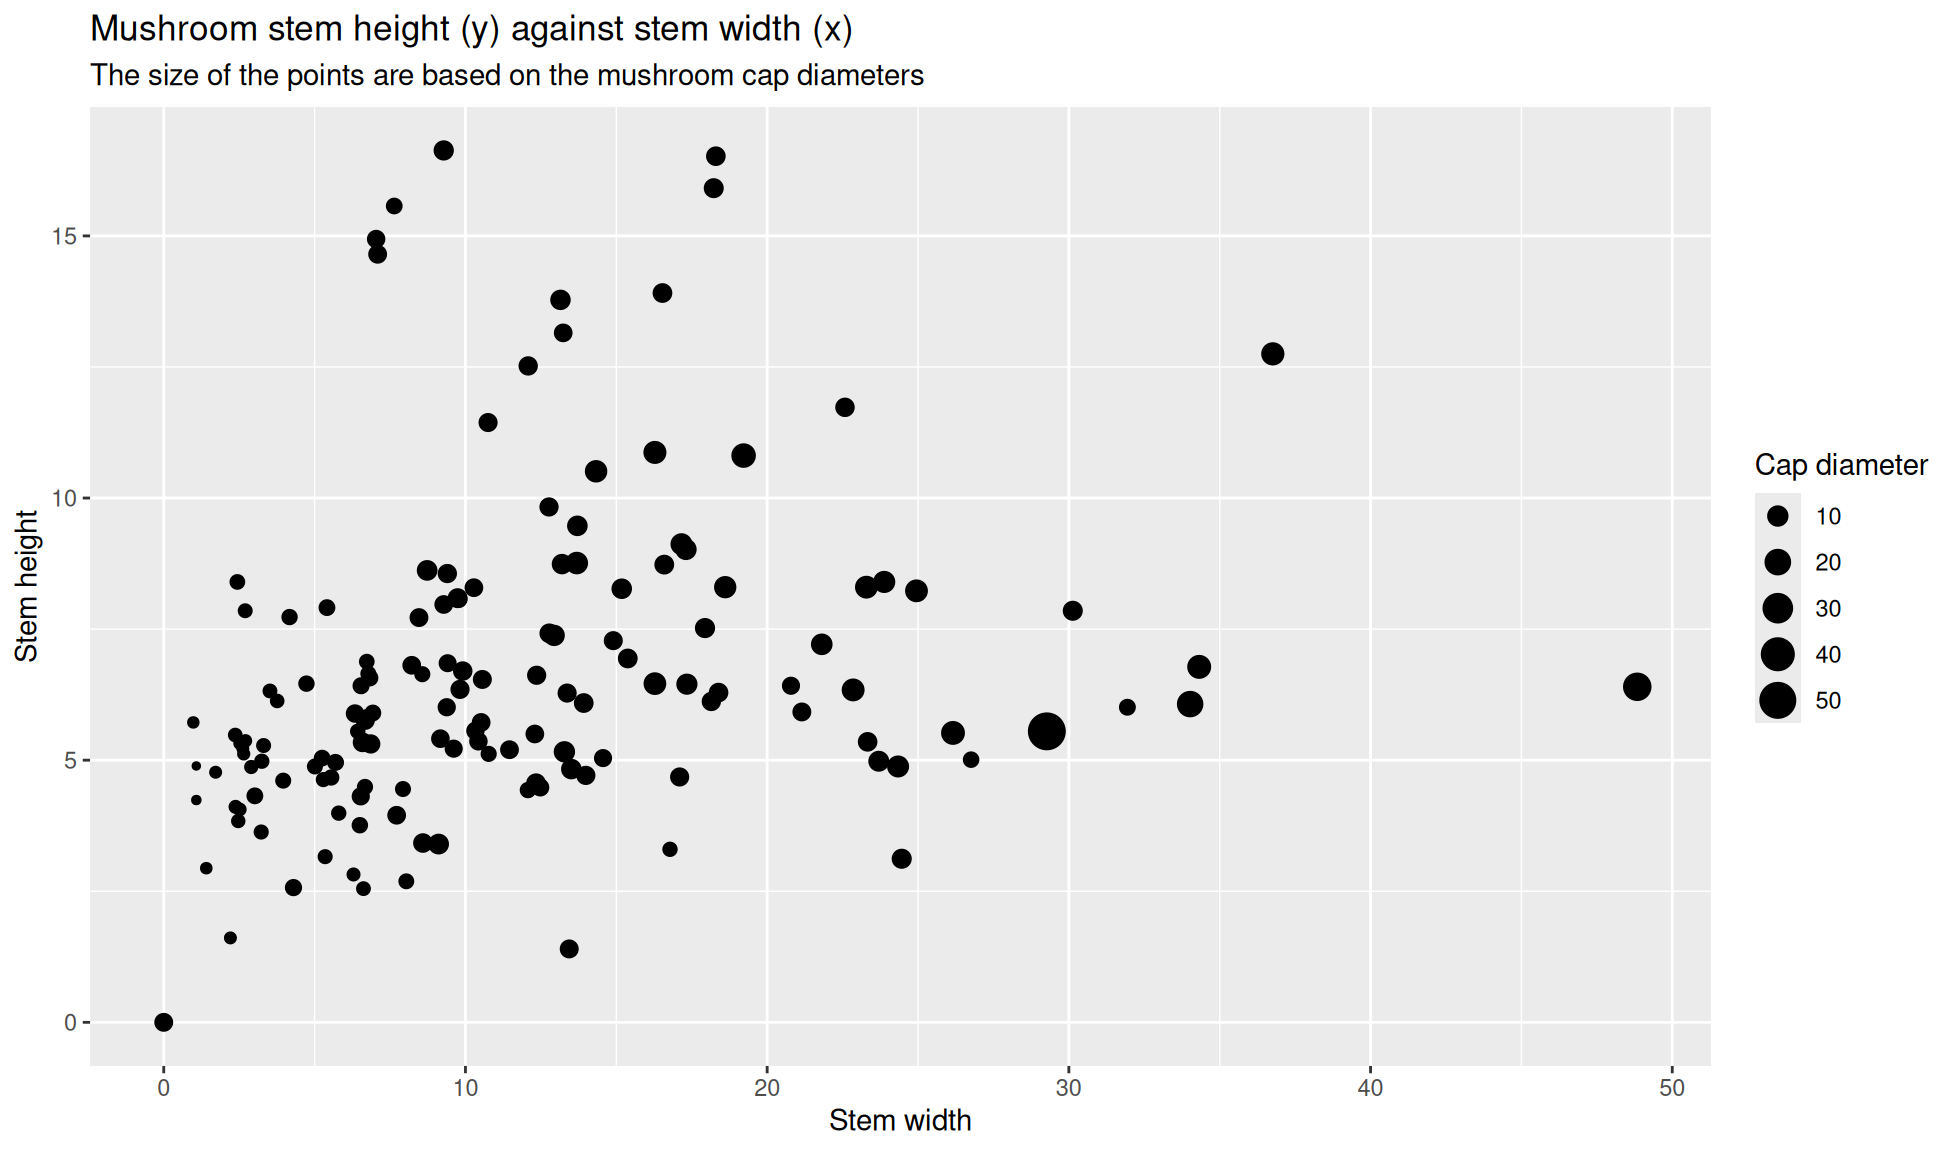 Mushroom stem height (y) against stem width (x)
The size of the points are based on the mushroom cap diameters
15
10
5
0
Stem height
0 10 20 30 40 50
Stem width
Cap diameter
10
20
30
40
50